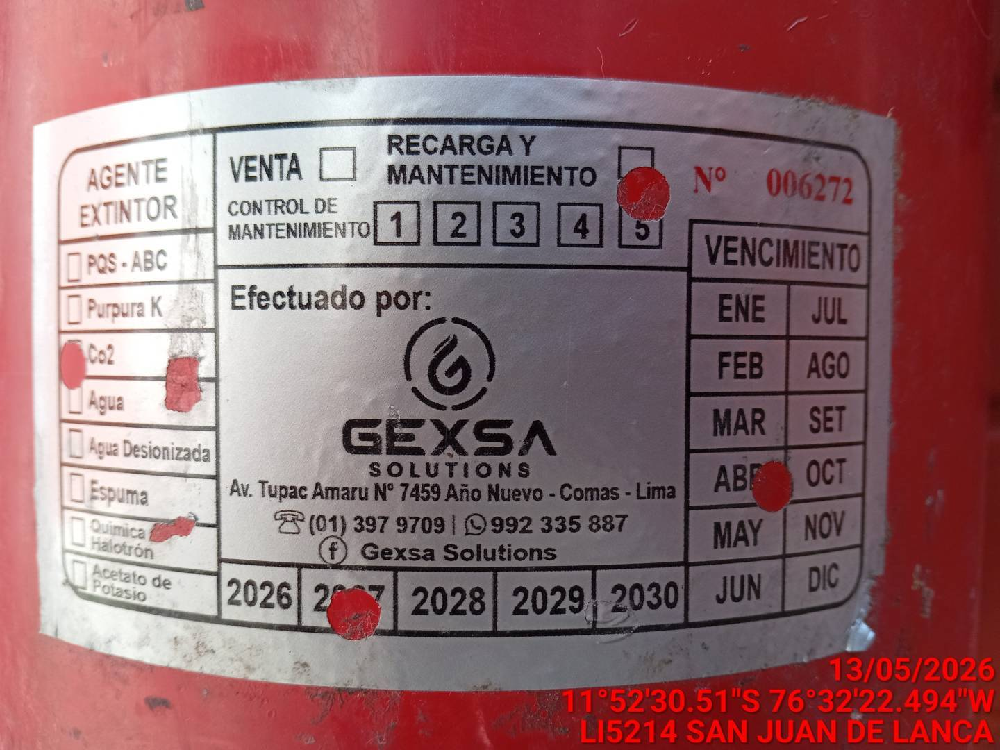 AGENTE
EXTINTOR
PQS - ABC
Purpura K
Co2
Agua
Agua Desionizada
Espuma
Quimica
Halotrón
Acetato de
Potasio
VENTA
RECARGA Y
MANTENIMIENTO
CONTROL DE
MANTENIMIENTO 1 2 3 4 5
Nº 006272
Efectuado por:
G
GEXSA
SOLUTIONS
Av. Tupac Amaru Nº 7459 Año Nuevo - Comas - Lima
(01) 397 9709 | 992 335 887
f Gexsa Solutions
2026 2027 2028 2029 2030
VENCIMIENTO
ENE JUL
FEB AGO
MAR SET
ABR OCT
MAY NOV
JUN DIC
13/05/2026
11°52'30.51"S 76°32'22.494"W
LI5214 SAN JUAN DE LANCA